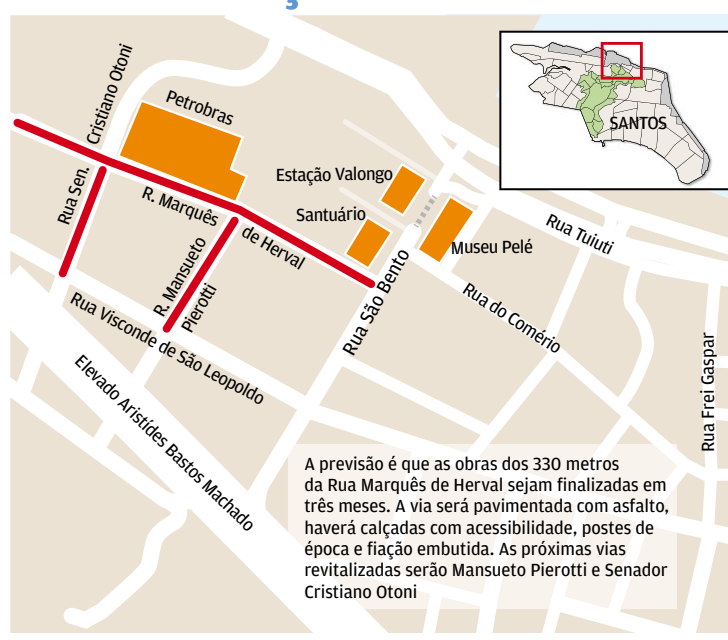 SANTOS
Petrobras
Rua Sen.
Cristiano Otoni
R. Marquês
de Herval
R. Mansueto
Pierotti
Estação Valongo
Santuário
Museu Pelé
Rua Tuiuti
Rua São Bento
Rua do Comério
Rua Frei Gaspar
Rua Visconde de São Leopoldo
Elevado Aristídes Bastos Machado
A previsão é que as obras dos 330 metros
da Rua Marquês de Herval sejam finalizadas em
três meses. A via será pavimentada com asfalto,
haverá calçadas com acessibilidade, postes de
época e fiação embutida. As próximas vias
revitalizadas serão Mansueto Pierotti e Senador
Cristiano Otoni